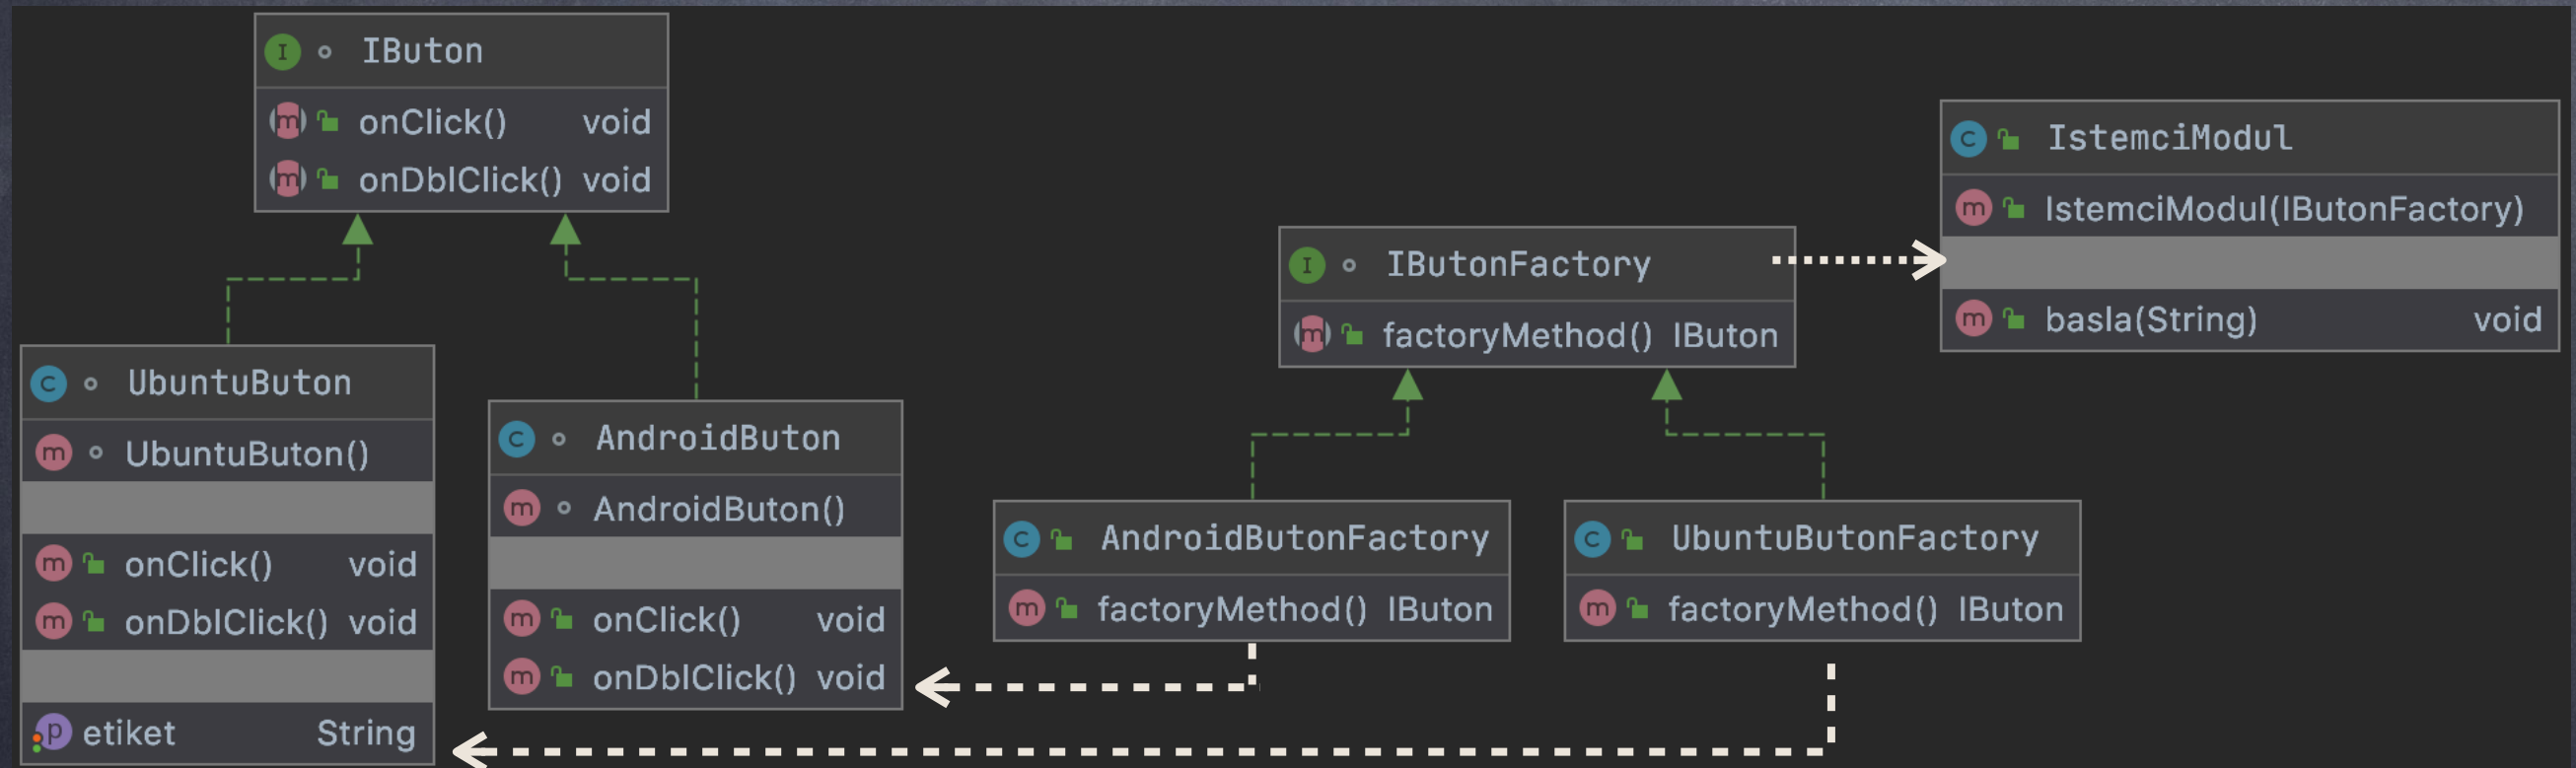 I IButon
m onClick() void
m onDblClick() void
C UbuntuButon
m UbuntuButon()
m onClick() void
m onDblClick() void
p etiket String
C AndroidButon
m AndroidButon()
m onClick() void
m onDblClick() void
I IButonFactory
m factoryMethod() IButon
C AndroidButonFactory
m factoryMethod() IButon
C UbuntuButonFactory
m factoryMethod() IButon
C IstemciModul
m IstemciModul(IButonFactory)
m basla(String) void